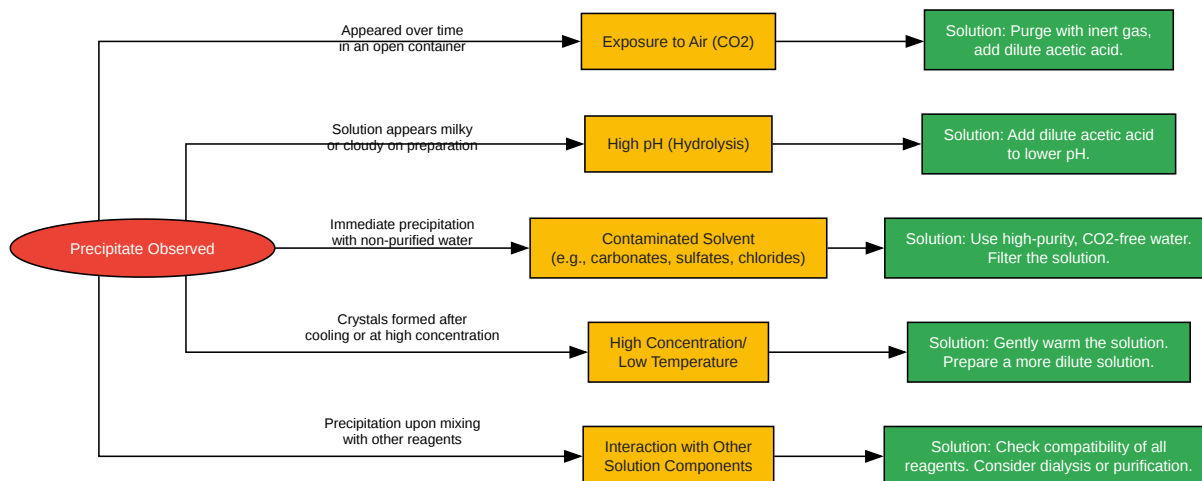 Appeared over time
in an open container
Exposure to Air (CO2)
Solution: Purge with inert gas,
add dilute acetic acid.
Solution appears milky
or cloudy on preparation
High pH (Hydrolysis)
Solution: Add dilute acetic acid
to lower pH.
Precipitate Observed
Immediate precipitation
with non-purified water
Contaminated Solvent
(e.g., carbonates, sulfates, chlorides)
Solution: Use high-purity, CO2-free water.
Filter the solution.
Crystals formed after
cooling or at high concentration
High Concentration/
Low Temperature
Solution: Gently warm the solution.
Prepare a more dilute solution.
Precipitation upon mixing
with other reagents
Interaction with Other
Solution Components
Solution: Check compatibility of all
reagents. Consider dialysis or purification.